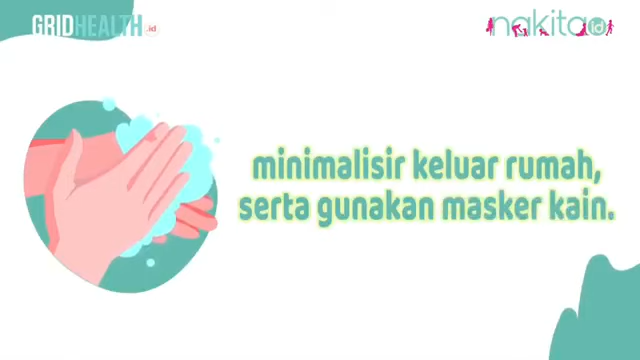 GRIDHEALTH.id
nakita.id
minimalisir keluar rumah,
serta gunakan masker kain.